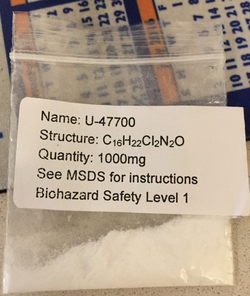 Name: U-47700
Structure: C₁₆H₂₂Cl₂N₂O
Quantity: 1000mg
See MSDS for instructions
Biohazard Safety Level 1